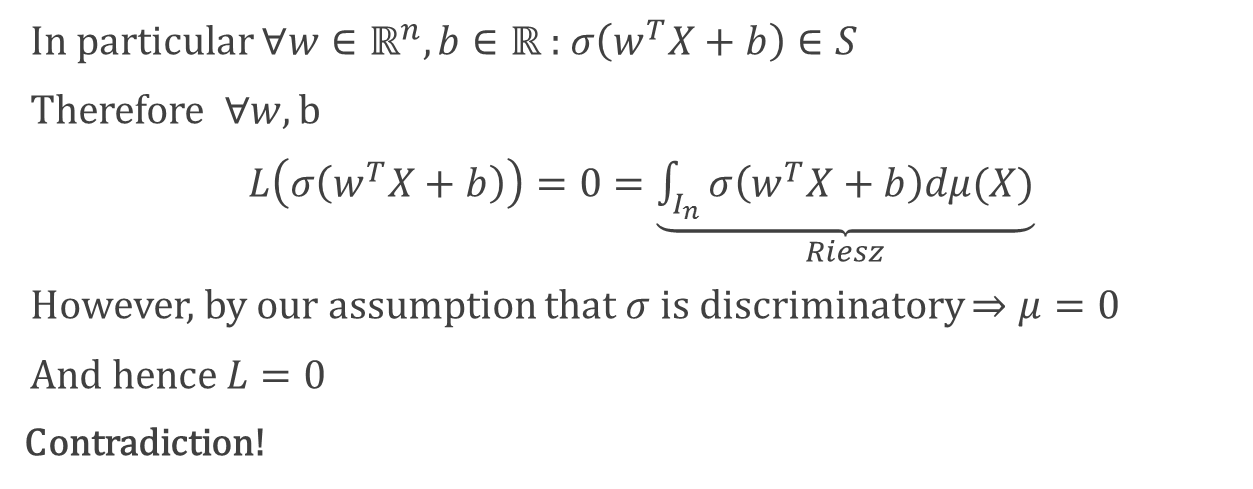 In particular ∀w ∈ ℝⁿ, b ∈ ℝ : σ(wᵀX + b) ∈ S
Therefore ∀w, b
L(σ(wᵀX + b)) = 0 = ∫_{I_n} σ(wᵀX + b)dμ(X)
Riesz
However, by our assumption that σ is discriminatory ⇒ μ = 0
And hence L = 0
Contradiction!